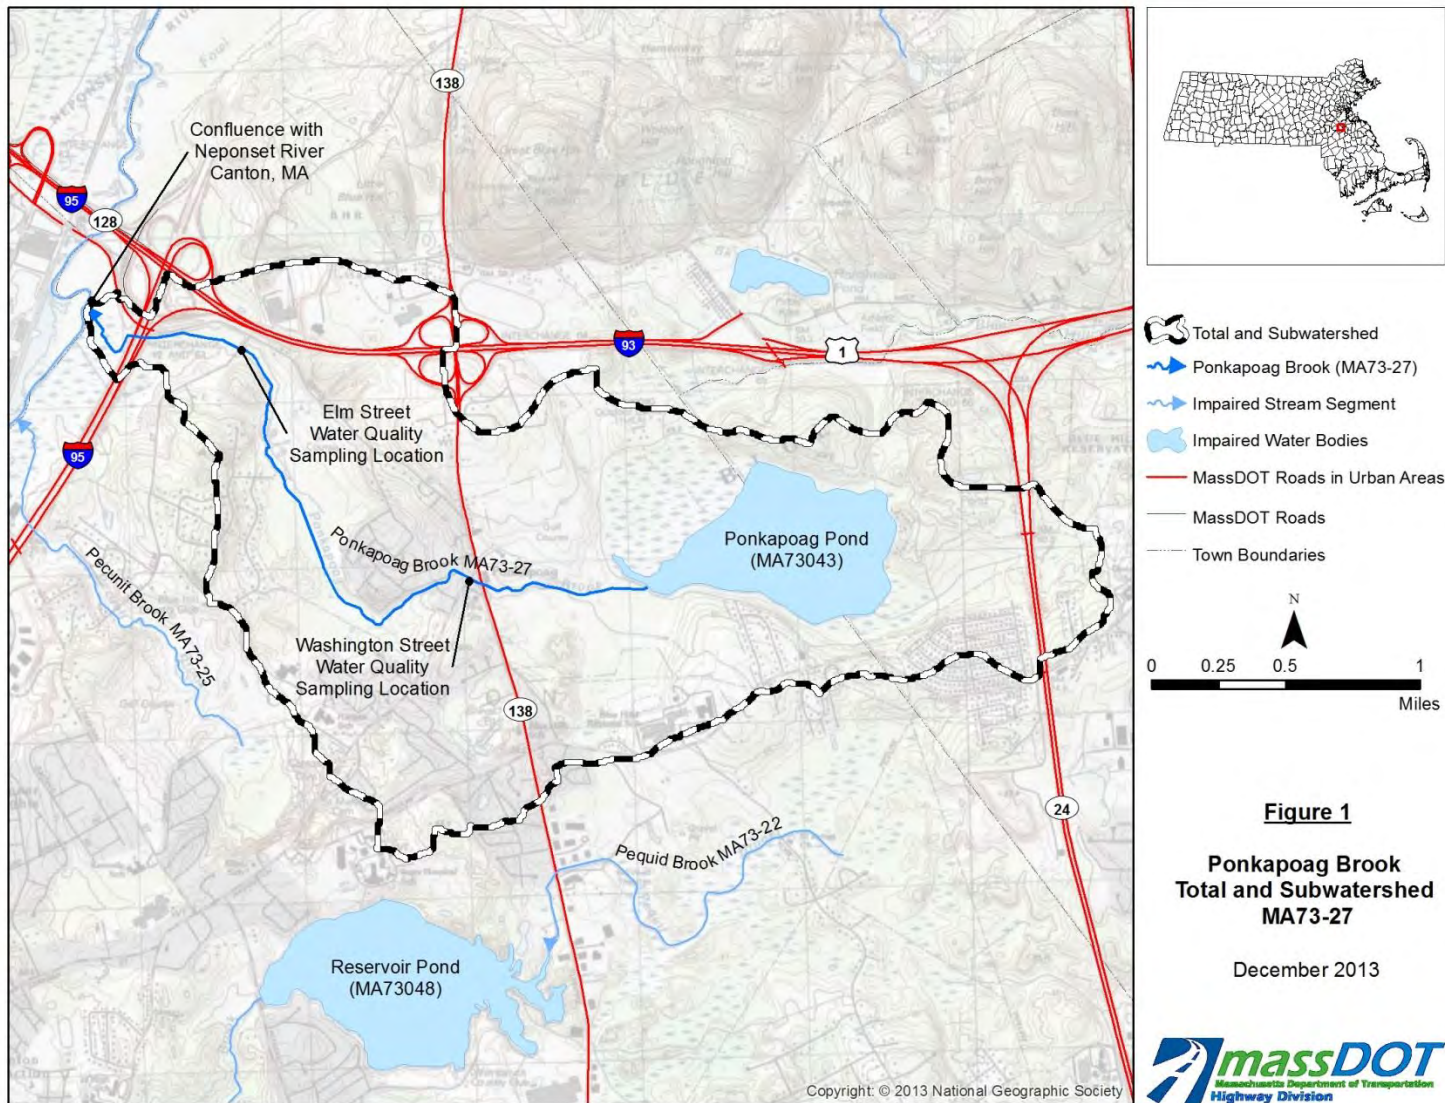 138
Confluence with
Neponset River
Canton, MA
95
128
93
1
Elm Street
Water Quality
Sampling Location
95
Ponkapoag Pond
(MA73043)
Ponkapoag Brook MA73-27
Pecunit Brook MA73-25
Washington Street
Water Quality
Sampling Location
138
24
Pequid Brook MA73-22
Reservoir Pond
(MA73048)
Copyright: © 2013 National Geographic Society
Total and Subwatershed
Ponkapoag Brook (MA73-27)
Impaired Stream Segment
Impaired Water Bodies
MassDOT Roads in Urban Areas
MassDOT Roads
Town Boundaries
N
0 0.25 0.5 1
Miles
Figure 1
Ponkapoag Brook
Total and Subwatershed
MA73-27
December 2013
massDOT
Massachusetts Department of Transportation
Highway Division